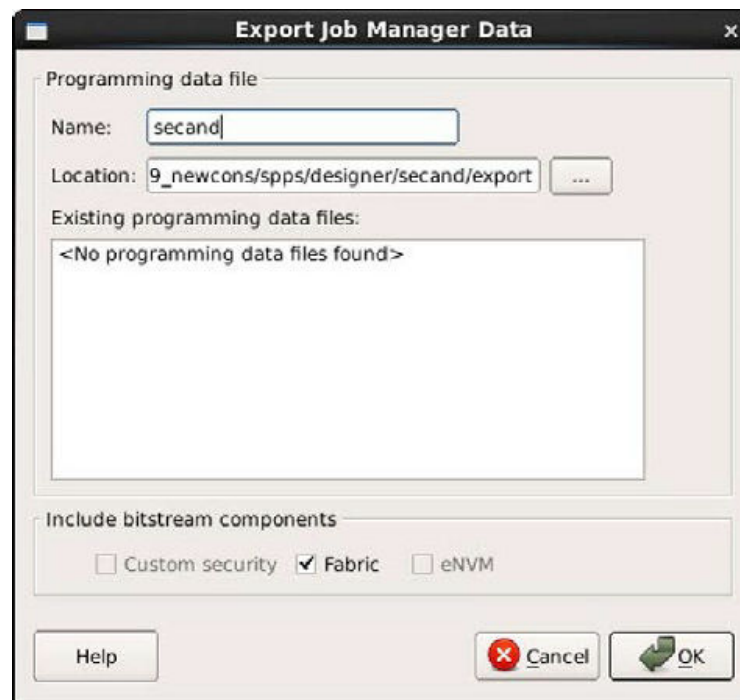 Export Job Manager Data
Programming data file
Name: secand
Location: 9_newcons/spps/designer/secand/export ...
Existing programming data files:
<No programming data files found>
Include bitstream components
Custom security Fabric eNVM
Help Cancel OK